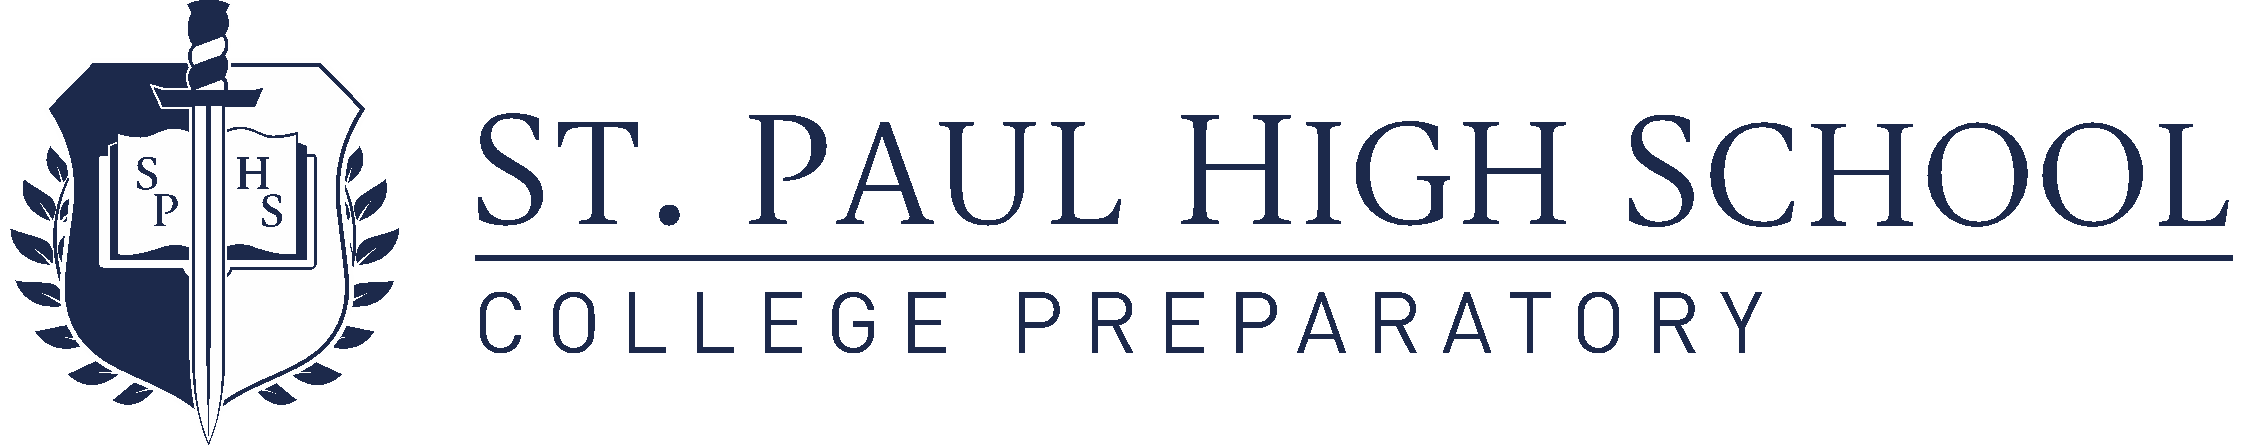 S H
P S
ST. PAUL HIGH SCHOOL
COLLEGE PREPARATORY